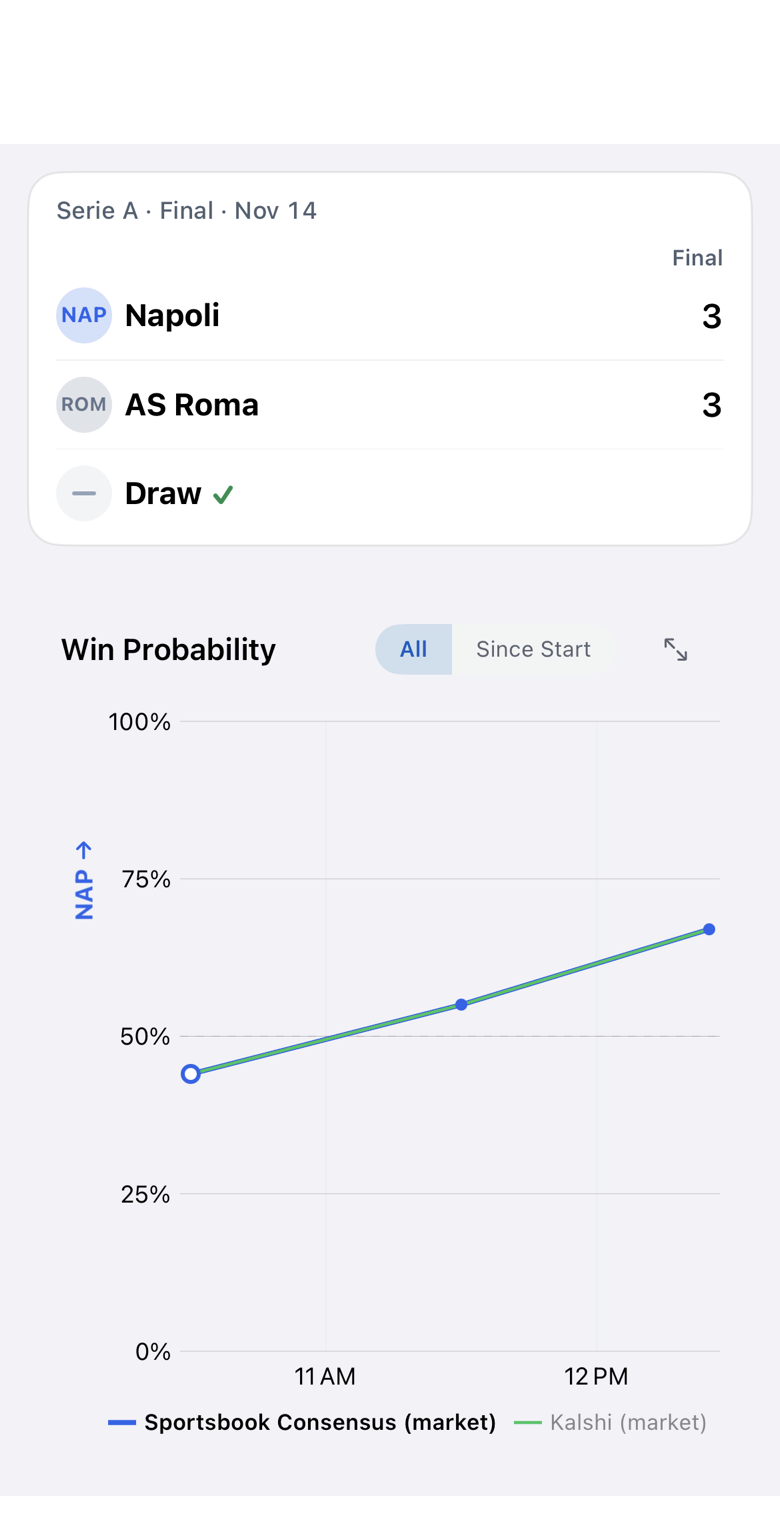 Serie A · Final · Nov 14
Final
NAP Napoli 3
ROM AS Roma 3
Draw ✓
Win Probability All Since Start
100%
NAP →
75%
50%
25%
0%
11 AM 12 PM
Sportsbook Consensus (market) Kalshi (market)